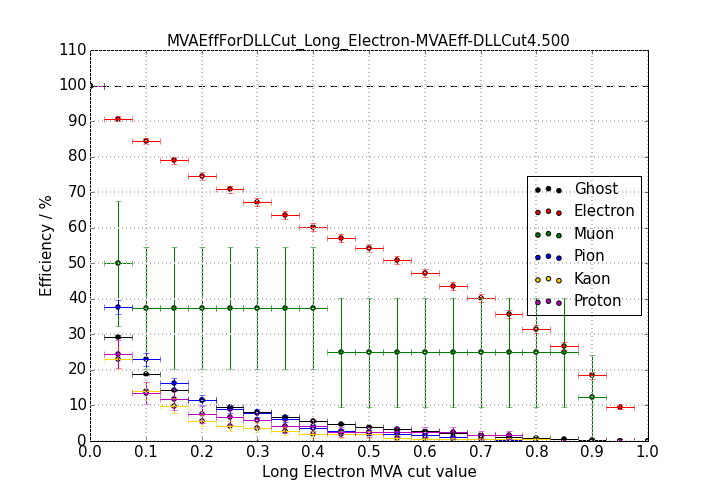 MVAEffForDLLCut_Long_Electron-MVAEff-DLLCut4.500
110
100
90
80
70
60
50
40
30
20
10
0
Efficiency / %
Ghost
Electron
Muon
Pion
Kaon
Proton
0.0 0.1 0.2 0.3 0.4 0.5 0.6 0.7 0.8 0.9 1.0
Long Electron MVA cut value